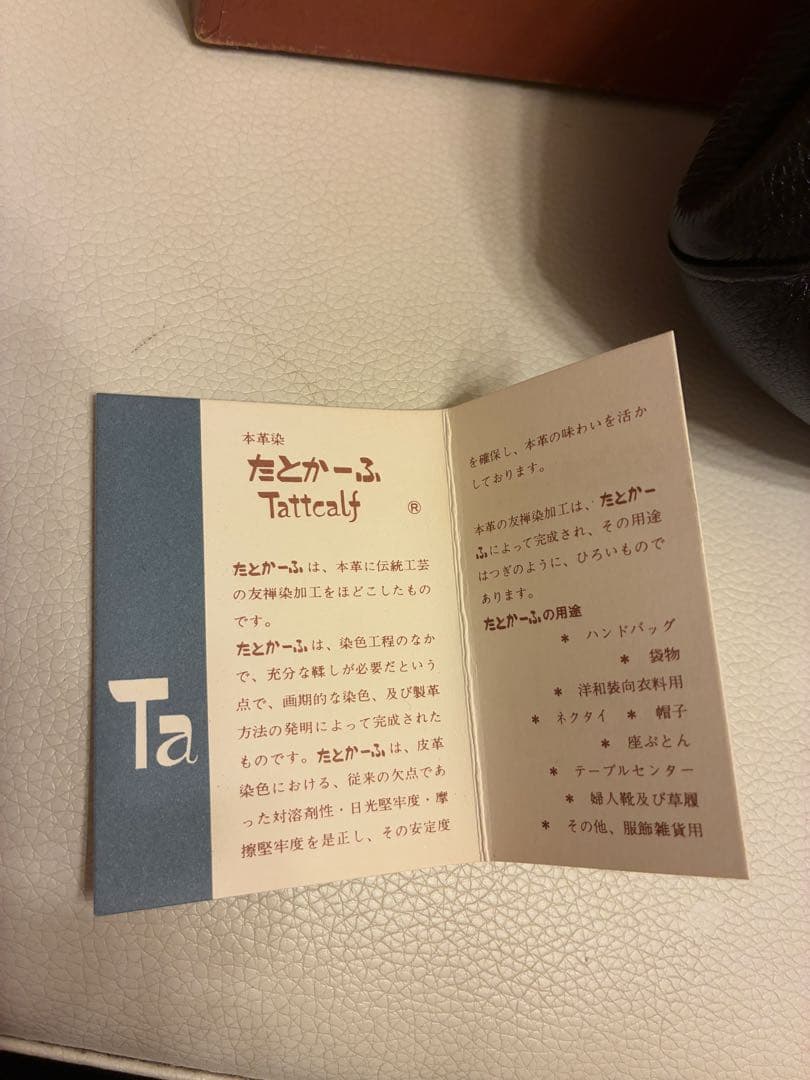 Ta
本革染
たとかーふ
Tattcalf ®
たとかーふは、本革に伝統工芸
の友禅染加工をほどこしたもの
です。
たとかーふは、染色工程のなか
で、充分な鞣しが必要だという
点で、画期的な染色、及び製革
方法の発明によって完成された
ものです。たとかーふは、皮革
染色における、従来の欠点であ
った対溶剤性・日光堅牢度・摩
擦堅牢度を是正し、その安定度
を確保し、本革の味わいを活か
しております。
本革の友禅染加工は、たとかー
ふによって完成され、その用途
はつぎのように、ひろいもので
あります。
たとかーふの用途
* ハンドバッグ
* 袋物
* 洋和装向衣料用
* ネクタイ * 帽子
* 座ぶとん
* テーブルセンター
* 婦人靴及び草履
* その他、服飾雑貨用